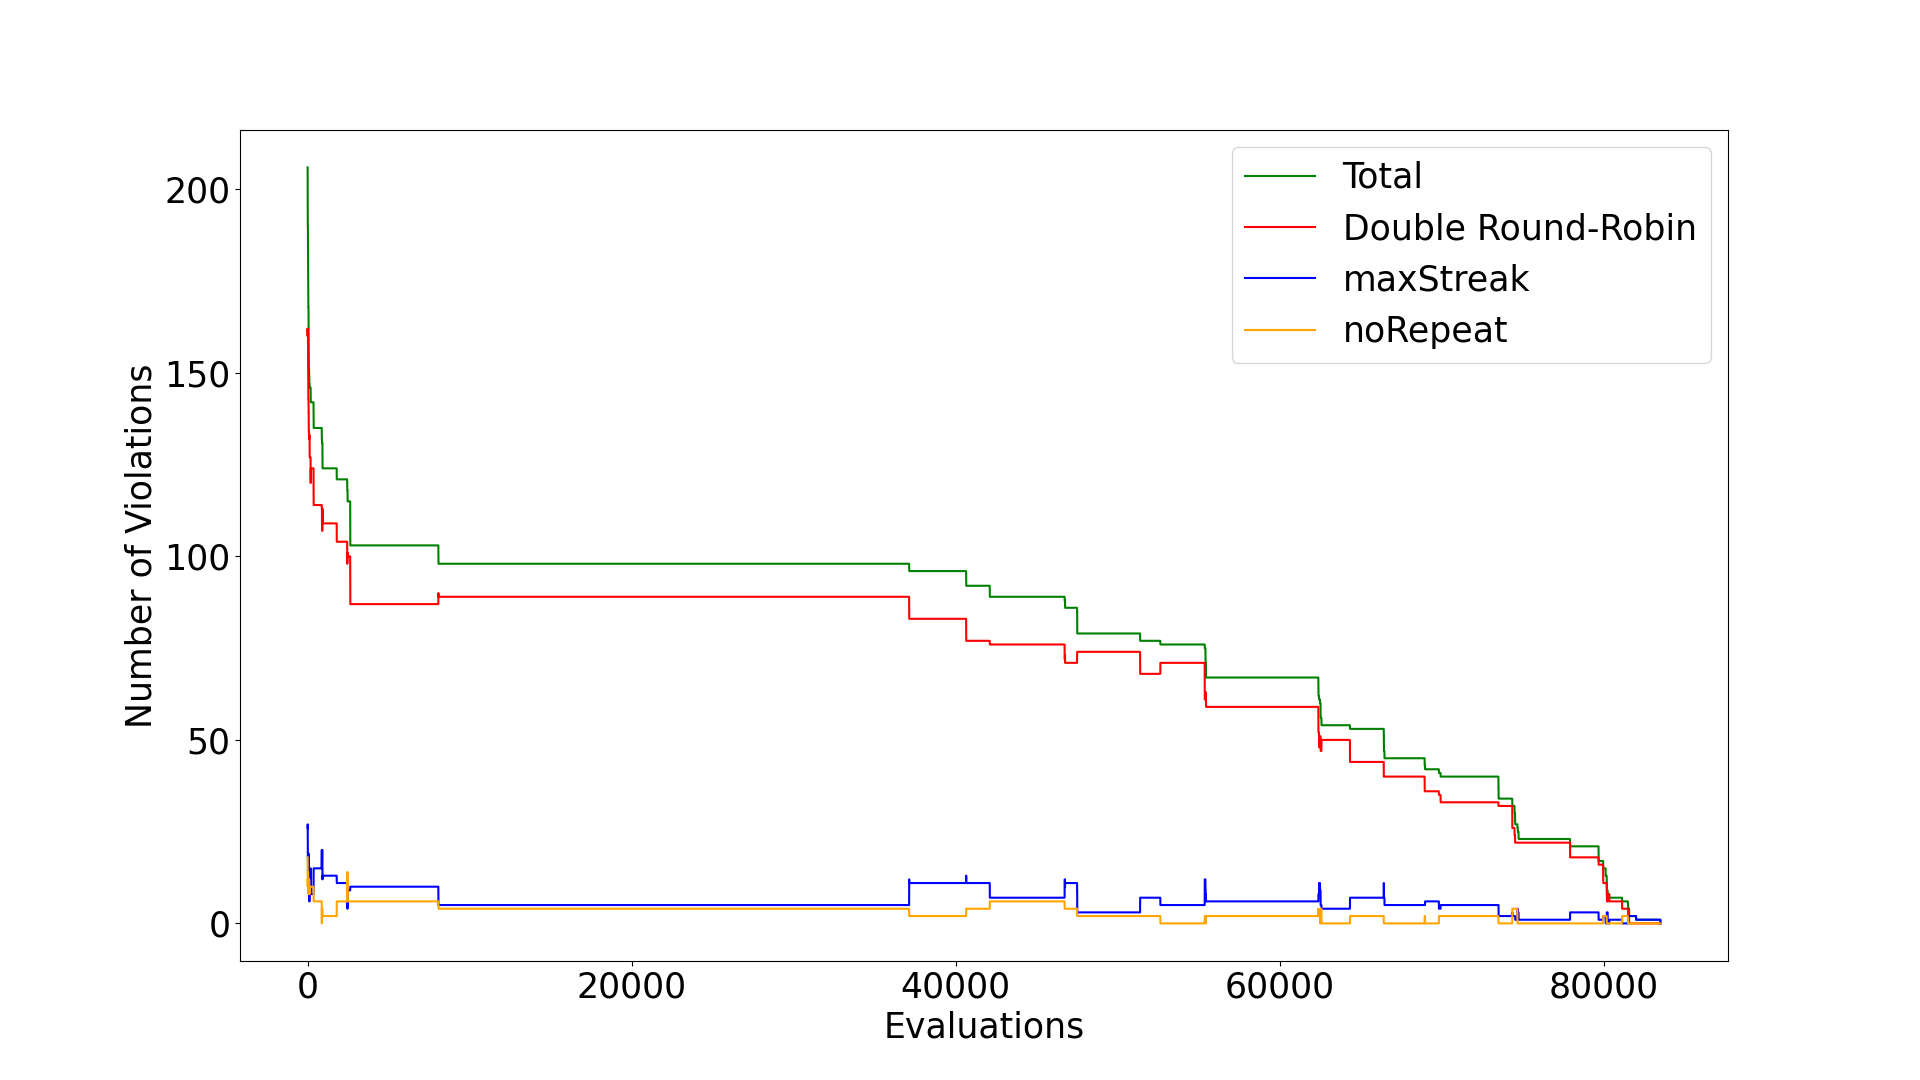 Total
Double Round-Robin
maxStreak
noRepeat
Number of Violations
200
150
100
50
0
0 20000 40000 60000 80000
Evaluations